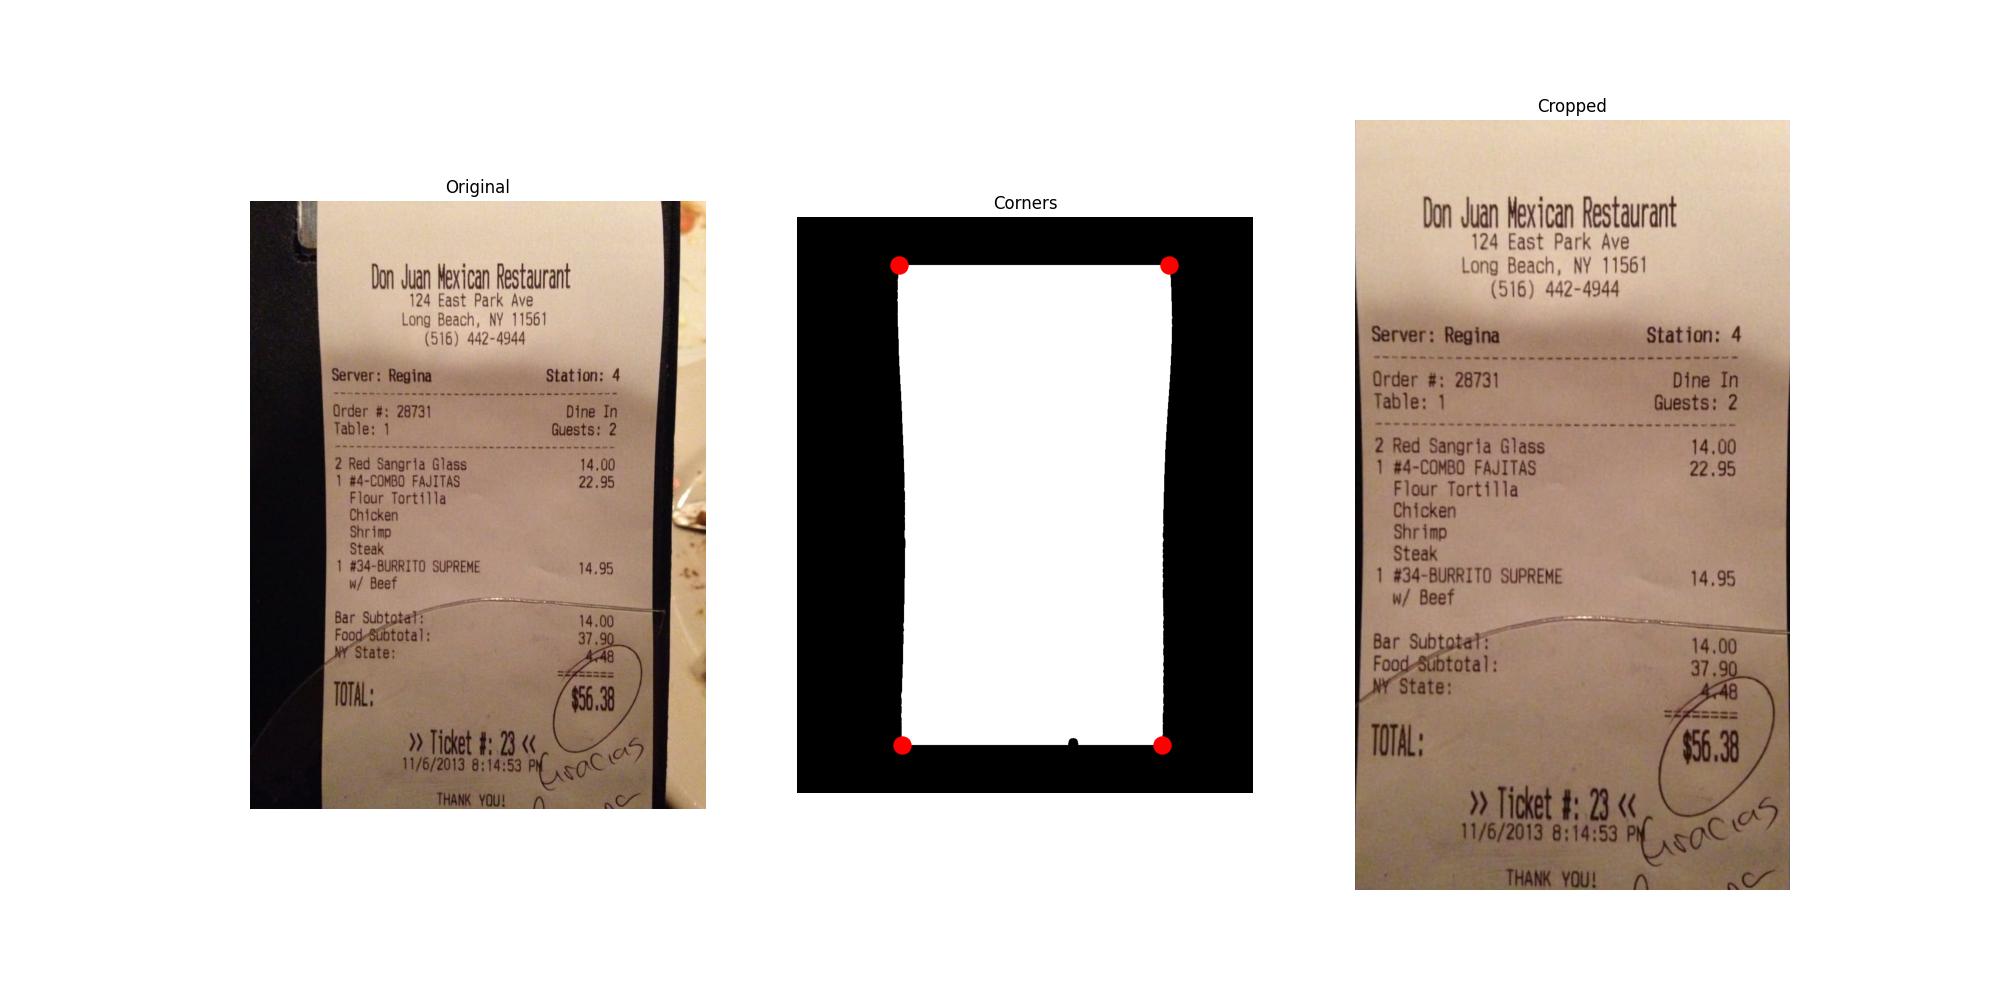 Original
Don Juan Mexican Restaurant
124 East Park Ave
Long Beach, NY 11561
(516) 442-4944
Server: Regina Station: 4
Order #: 28731 Dine In
Table: 1 Guests: 2
2 Red Sangria Glass 14.00
1 #4-COMBO FAJITAS 22.95
Flour Tortilla
Chicken
Shrimp
Steak
1 #34-BURRITO SUPREME 14.95
w/ Beef
Bar Subtotal: 14.00
Food Subtotal: 37.90
NY State: 4.48
=======
TOTAL: $56.38
>> Ticket #: 23 <<
11/6/2013 8:14:53 PM
Gracias
THANK YOU!
Corners
Cropped
Don Juan Mexican Restaurant
124 East Park Ave
Long Beach, NY 11561
(516) 442-4944
Server: Regina Station: 4
Order #: 28731 Dine In
Table: 1 Guests: 2
2 Red Sangria Glass 14.00
1 #4-COMBO FAJITAS 22.95
Flour Tortilla
Chicken
Shrimp
Steak
1 #34-BURRITO SUPREME 14.95
w/ Beef
Bar Subtotal: 14.00
Food Subtotal: 37.90
NY State: 4.48
=======
TOTAL: $56.38
>> Ticket #: 23 <<
11/6/2013 8:14:53 PM
Gracias
THANK YOU!